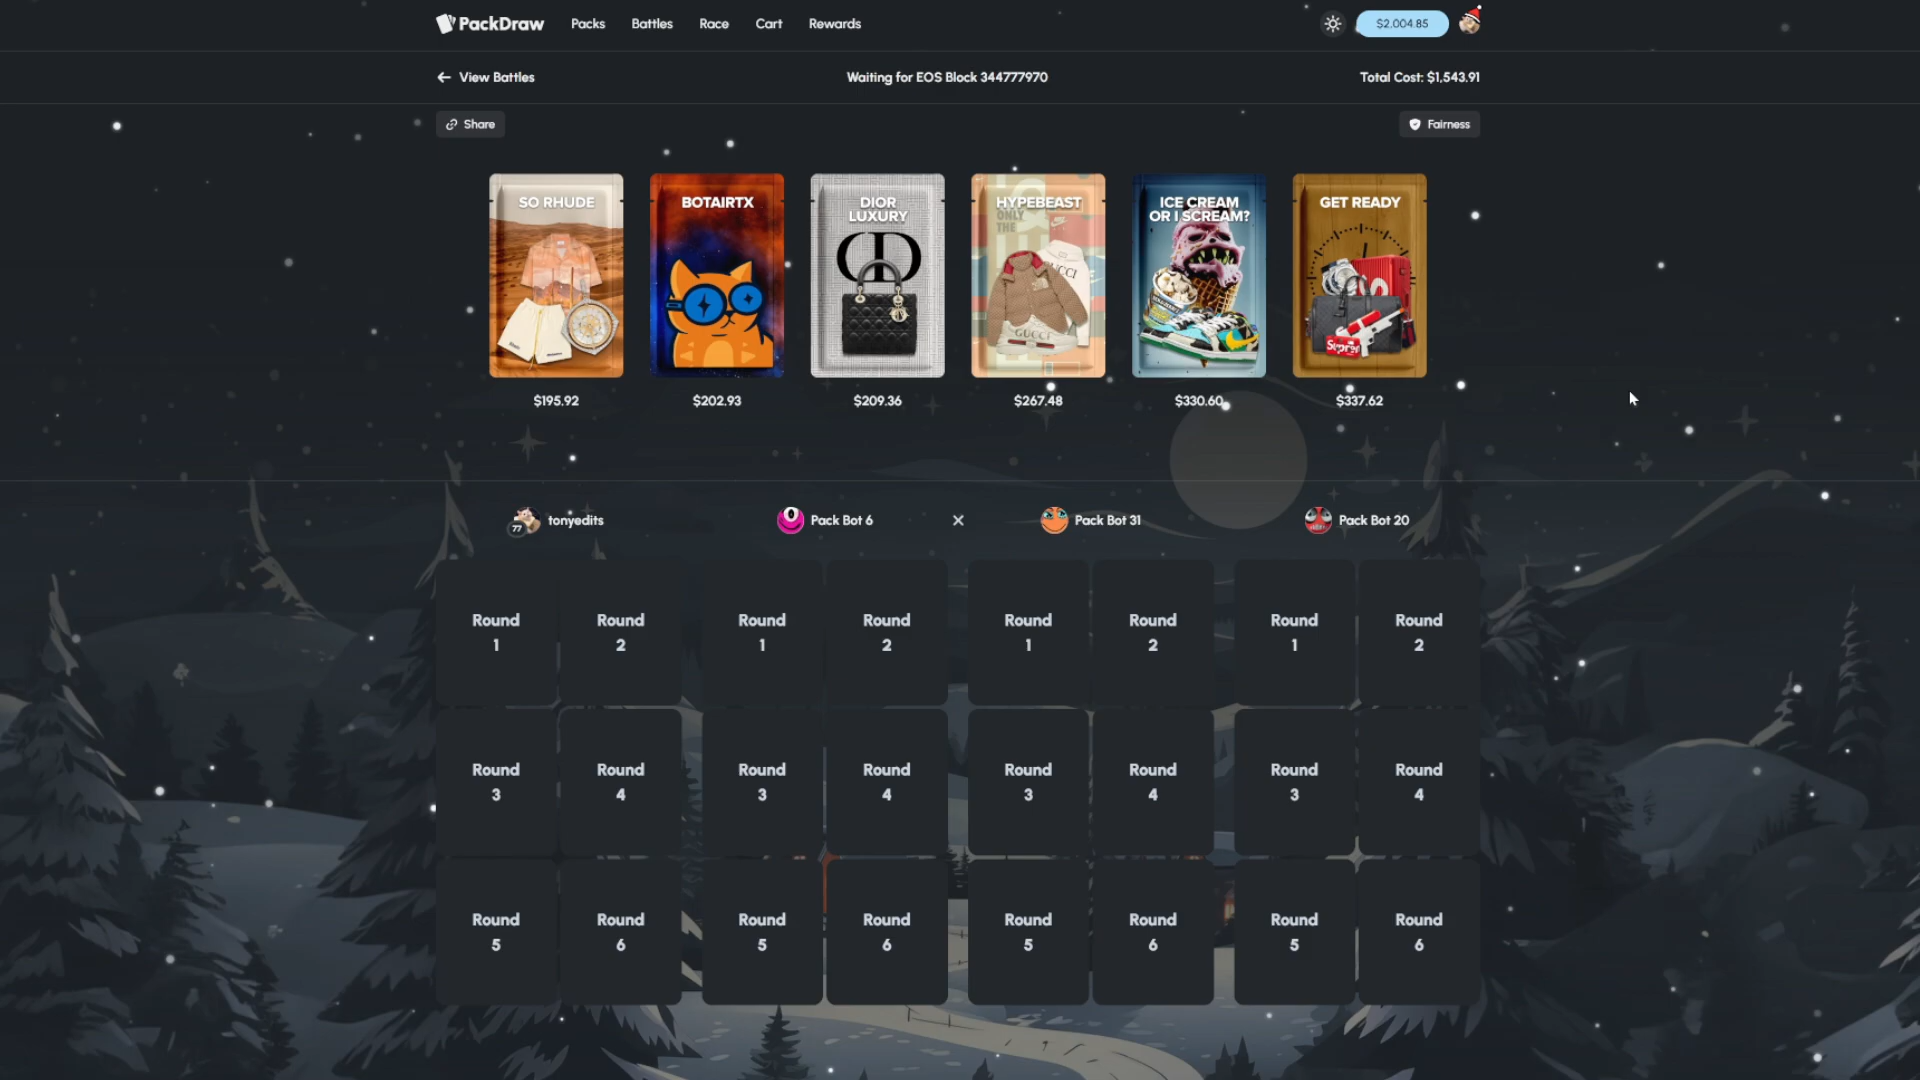 PackDraw
Packs
Battles
Race
Cart
Rewards
$2,004.85
View Battles
Waiting for EOS Block 344777970
Total Cost: $1,543.91
Share
Fairness
SO RHUDE
BOTAIRTX
DIOR
LUXURY
HYPEBEAST
ONLY
THE
GUCCI
ICE CREAM
OR I SCREAM?
GET READY
Supreme
$195.92
$202.93
$209.36
$267.48
$330.60
$337.62
77
tonyedits
Pack Bot 6
Pack Bot 31
Pack Bot 20
Round
1
Round
2
Round
1
Round
2
Round
1
Round
2
Round
1
Round
2
Round
3
Round
4
Round
3
Round
4
Round
3
Round
4
Round
3
Round
4
Round
5
Round
6
Round
5
Round
6
Round
5
Round
6
Round
5
Round
6